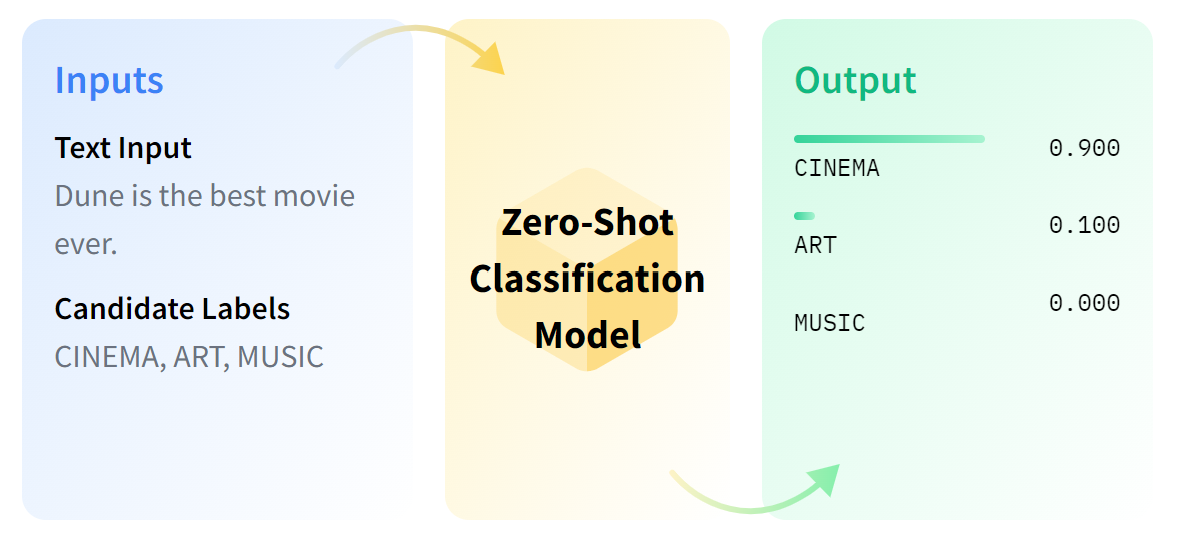 Inputs
Text Input
Dune is the best movie
ever.
Candidate Labels
CINEMA, ART, MUSIC
Zero-Shot
Classification
Model
Output
CINEMA 0.900
ART 0.100
MUSIC 0.000